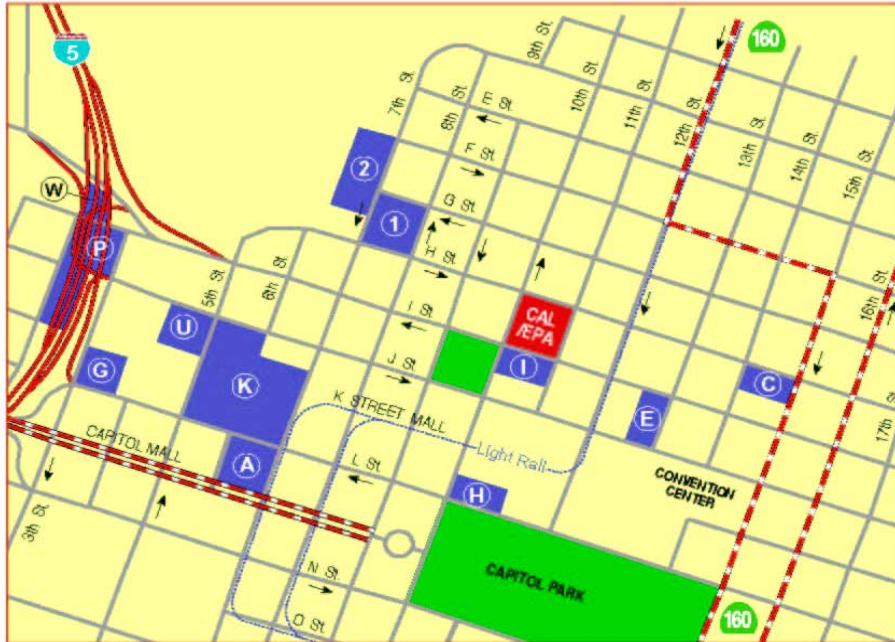 5
160
9th St.
7th St.
8th St.
10th St.
11th St.
12th St.
13th St.
14th St.
15th St.
E St.
F St.
G St.
H St.
I St.
J St.
2
1
W
P
5th St.
6th St.
U
K
G
A
CAL
/EPA
I
E
C
16th St.
17th St.
K STREET MALL
Light Rail
CAPITOL MALL
L St.
H
CONVENTION
CENTER
3th St.
N St.
O St.
CAPITOL PARK
160